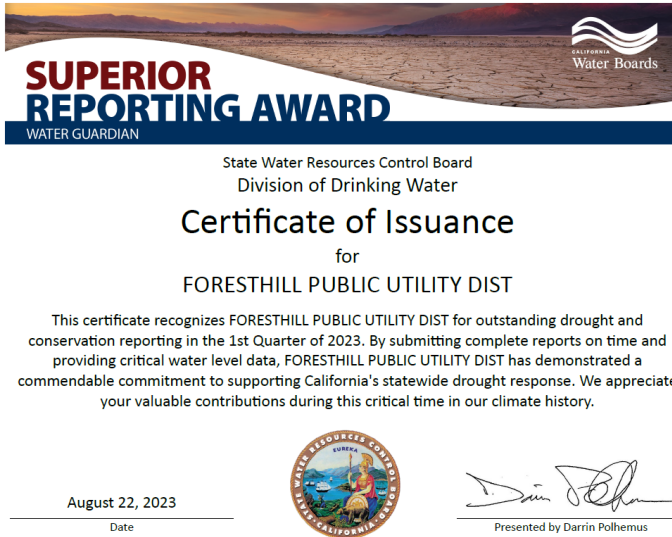 CALIFORNIA
Water Boards
SUPERIOR
REPORTING AWARD
WATER GUARDIAN
State Water Resources Control Board
Division of Drinking Water
Certificate of Issuance
for
FORESTHILL PUBLIC UTILITY DIST
This certificate recognizes FORESTHILL PUBLIC UTILITY DIST for outstanding drought and
conservation reporting in the 1st Quarter of 2023. By submitting complete reports on time and
providing critical water level data, FORESTHILL PUBLIC UTILITY DIST has demonstrated a
commendable commitment to supporting California's statewide drought response. We appreciate
your valuable contributions during this critical time in our climate history.
WATER RESOURCES CONTROL BOARD
EUREKA
STATE
CALIFORNIA
August 22, 2023
Date
Presented by Darrin Polhemus